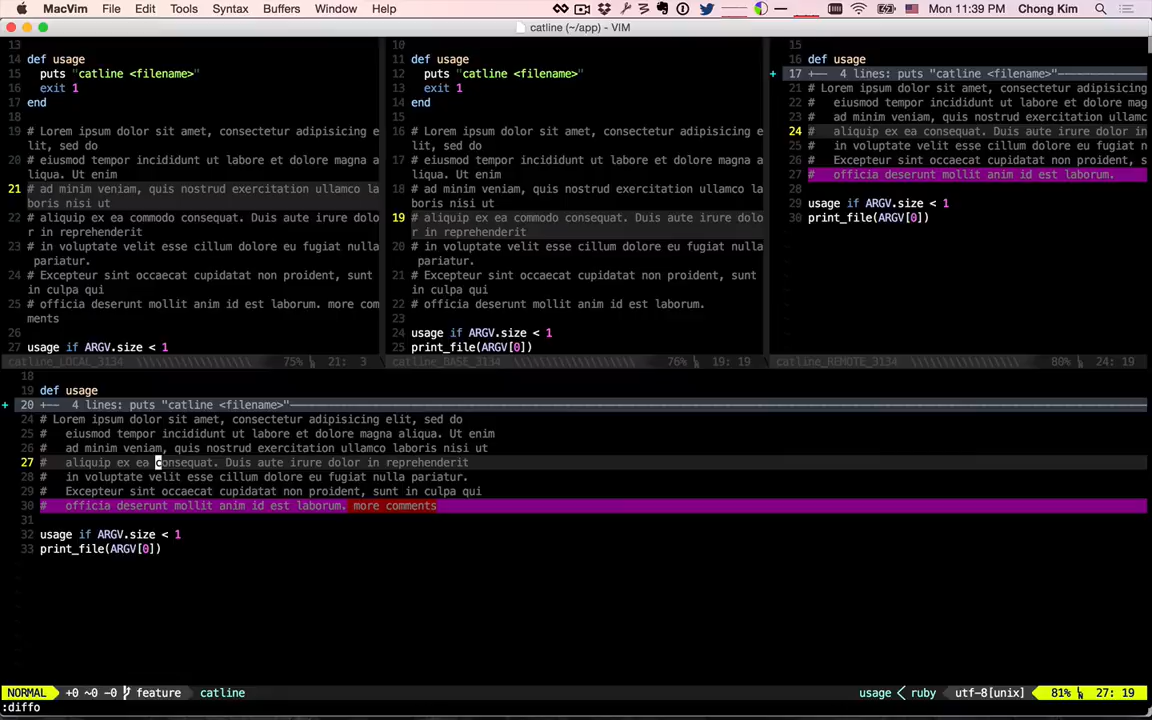 MacVim File Edit Tools Syntax Buffers Window Help Mon 11:39 PM Chong Kim
catline (~/app) - VIM
13
14 def usage
15 puts "catline <filename>"
16 exit 1
17 end
18
19 # Lorem ipsum dolor sit amet, consectetur adipisicing e
lit, sed do
20 # eiusmod tempor incididunt ut labore et dolore magna a
liqua. Ut enim
21 # ad minim veniam, quis nostrud exercitation ullamco la
boris nisi ut
22 # aliquip ex ea commodo consequat. Duis aute irure dolo
r in reprehenderit
23 # in voluptate velit esse cillum dolore eu fugiat nulla
pariatur.
24 # Excepteur sint occaecat cupidatat non proident, sunt
in culpa qui
25 # officia deserunt mollit anim id est laborum. more com
ments
26
27 usage if ARGV.size < 1
catline_LOCAL_3134 75% 21: 3
10
11 def usage
12 puts "catline <filename>"
13 exit 1
14 end
15
16 # Lorem ipsum dolor sit amet, consectetur adipisicing e
lit, sed do
17 # eiusmod tempor incididunt ut labore et dolore magna a
liqua. Ut enim
18 # ad minim veniam, quis nostrud exercitation ullamco la
boris nisi ut
19 # aliquip ex ea commodo consequat. Duis aute irure dolo
r in reprehenderit
20 # in voluptate velit esse cillum dolore eu fugiat nulla
pariatur.
21 # Excepteur sint occaecat cupidatat non proident, sunt
in culpa qui
22 # officia deserunt mollit anim id est laborum.
23
24 usage if ARGV.size < 1
25 print_file(ARGV[0])
catline_BASE_3134 76% 19: 19
15
16 def usage
+ 17 +-- 4 lines: puts "catline <filename>"
21 # Lorem ipsum dolor sit amet, consectetur adipisicing
22 # eiusmod tempor incididunt ut labore et dolore mag
23 # ad minim veniam, quis nostrud exercitation ullamc
24 # aliquip ex ea consequat. Duis aute irure dolor in
25 # in voluptate velit esse cillum dolore eu fugiat n
26 # Excepteur sint occaecat cupidatat non proident, s
27 # officia deserunt mollit anim id est laborum.
28
29 usage if ARGV.size < 1
30 print_file(ARGV[0])
catline_REMOTE_3134 80% 24: 19
18
19 def usage
+ 20 +-- 4 lines: puts "catline <filename>"
24 # Lorem ipsum dolor sit amet, consectetur adipisicing elit, sed do
25 # eiusmod tempor incididunt ut labore et dolore magna aliqua. Ut enim
26 # ad minim veniam, quis nostrud exercitation ullamco laboris nisi ut
27 # aliquip ex ea consequat. Duis aute irure dolor in reprehenderit
28 # in voluptate velit esse cillum dolore eu fugiat nulla pariatur.
29 # Excepteur sint occaecat cupidatat non proident, sunt in culpa qui
30 # officia deserunt mollit anim id est laborum. more comments
31
32 usage if ARGV.size < 1
33 print_file(ARGV[0])
NORMAL +0 ~0 -0 feature catline usage < ruby utf-8[unix] 81% 27: 19
:diffo